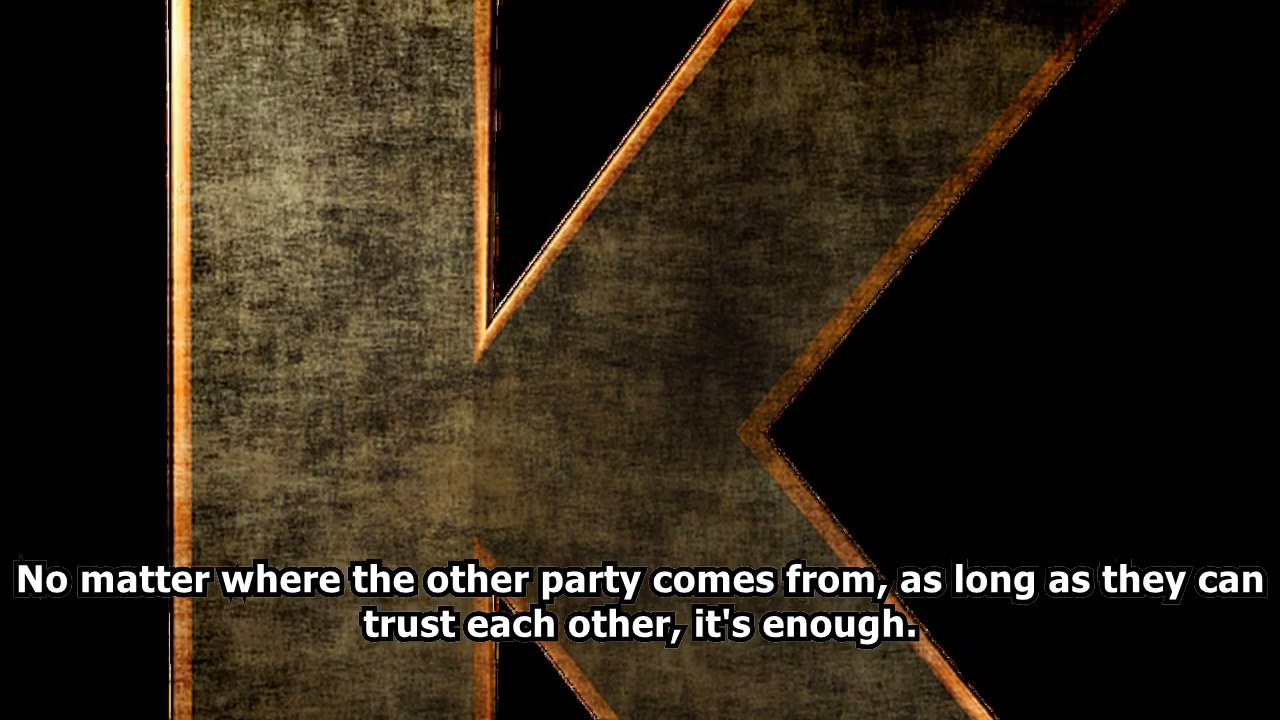 K
No matter where the other party comes from, as long as they can
trust each other, it's enough.